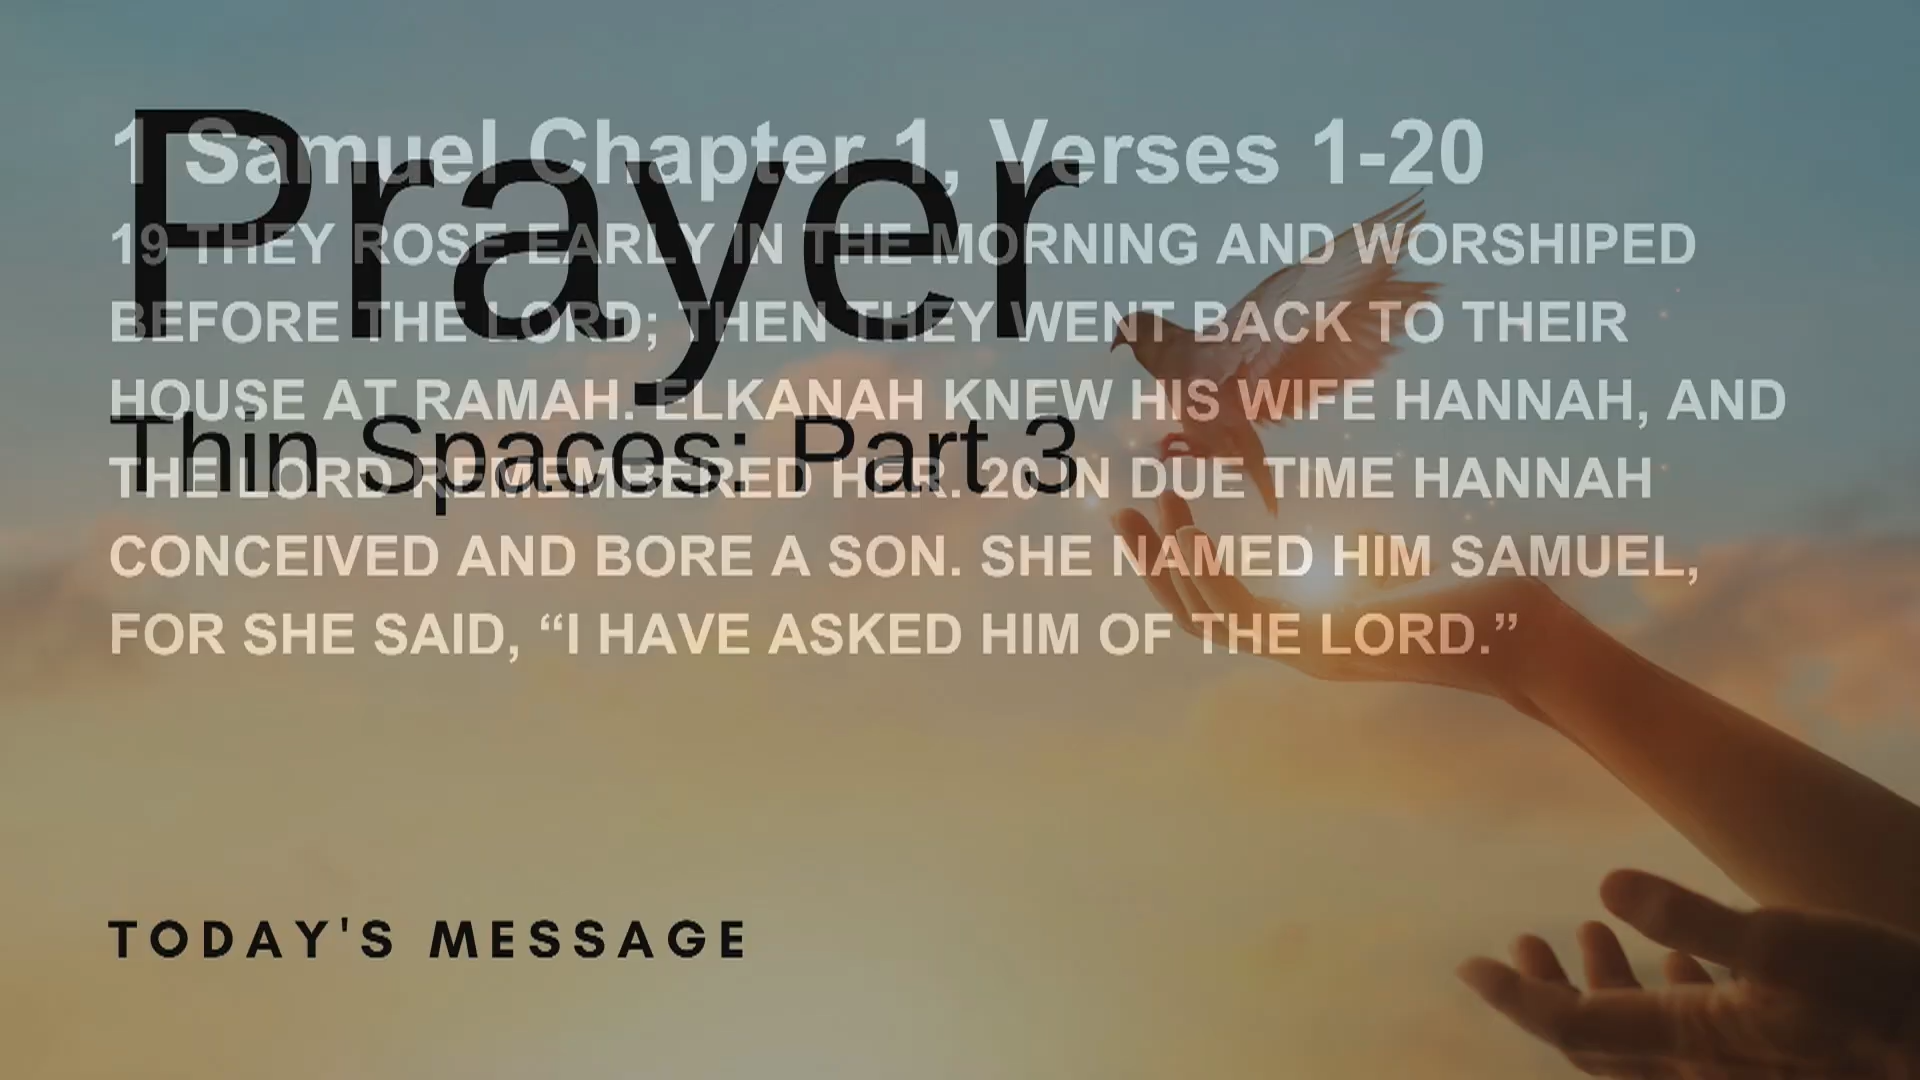 Prayer
Thin Spaces: Part 3
TODAY'S MESSAGE
1 Samuel Chapter 1, Verses 1-20
19 THEY ROSE EARLY IN THE MORNING AND WORSHIPED
BEFORE THE LORD; THEN THEY WENT BACK TO THEIR
HOUSE AT RAMAH. ELKANAH KNEW HIS WIFE HANNAH, AND
THE LORD REMEMBERED HER. 20 IN DUE TIME HANNAH
CONCEIVED AND BORE A SON. SHE NAMED HIM SAMUEL,
FOR SHE SAID, “I HAVE ASKED HIM OF THE LORD.”